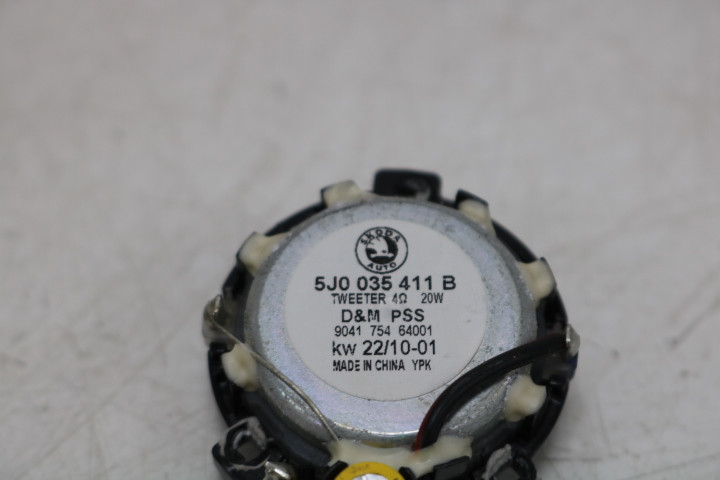 ŠKODA
AUTO
5J0 035 411 B
TWEETER 4Ω 20W
D&M PSS
9041 754 64001
kw 22/10-01
MADE IN CHINA YPK